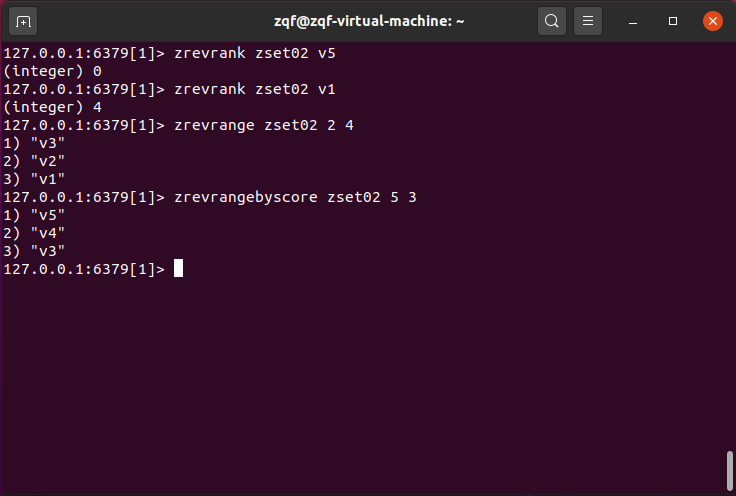 zqf@zqf-virtual-machine: ~
127.0.0.1:6379[1]> zrevrank zset02 v5
(integer) 0
127.0.0.1:6379[1]> zrevrank zset02 v1
(integer) 4
127.0.0.1:6379[1]> zrevrange zset02 2 4
1) "v3"
2) "v2"
3) "v1"
127.0.0.1:6379[1]> zrevrangebyscore zset02 5 3
1) "v5"
2) "v4"
3) "v3"
127.0.0.1:6379[1]>